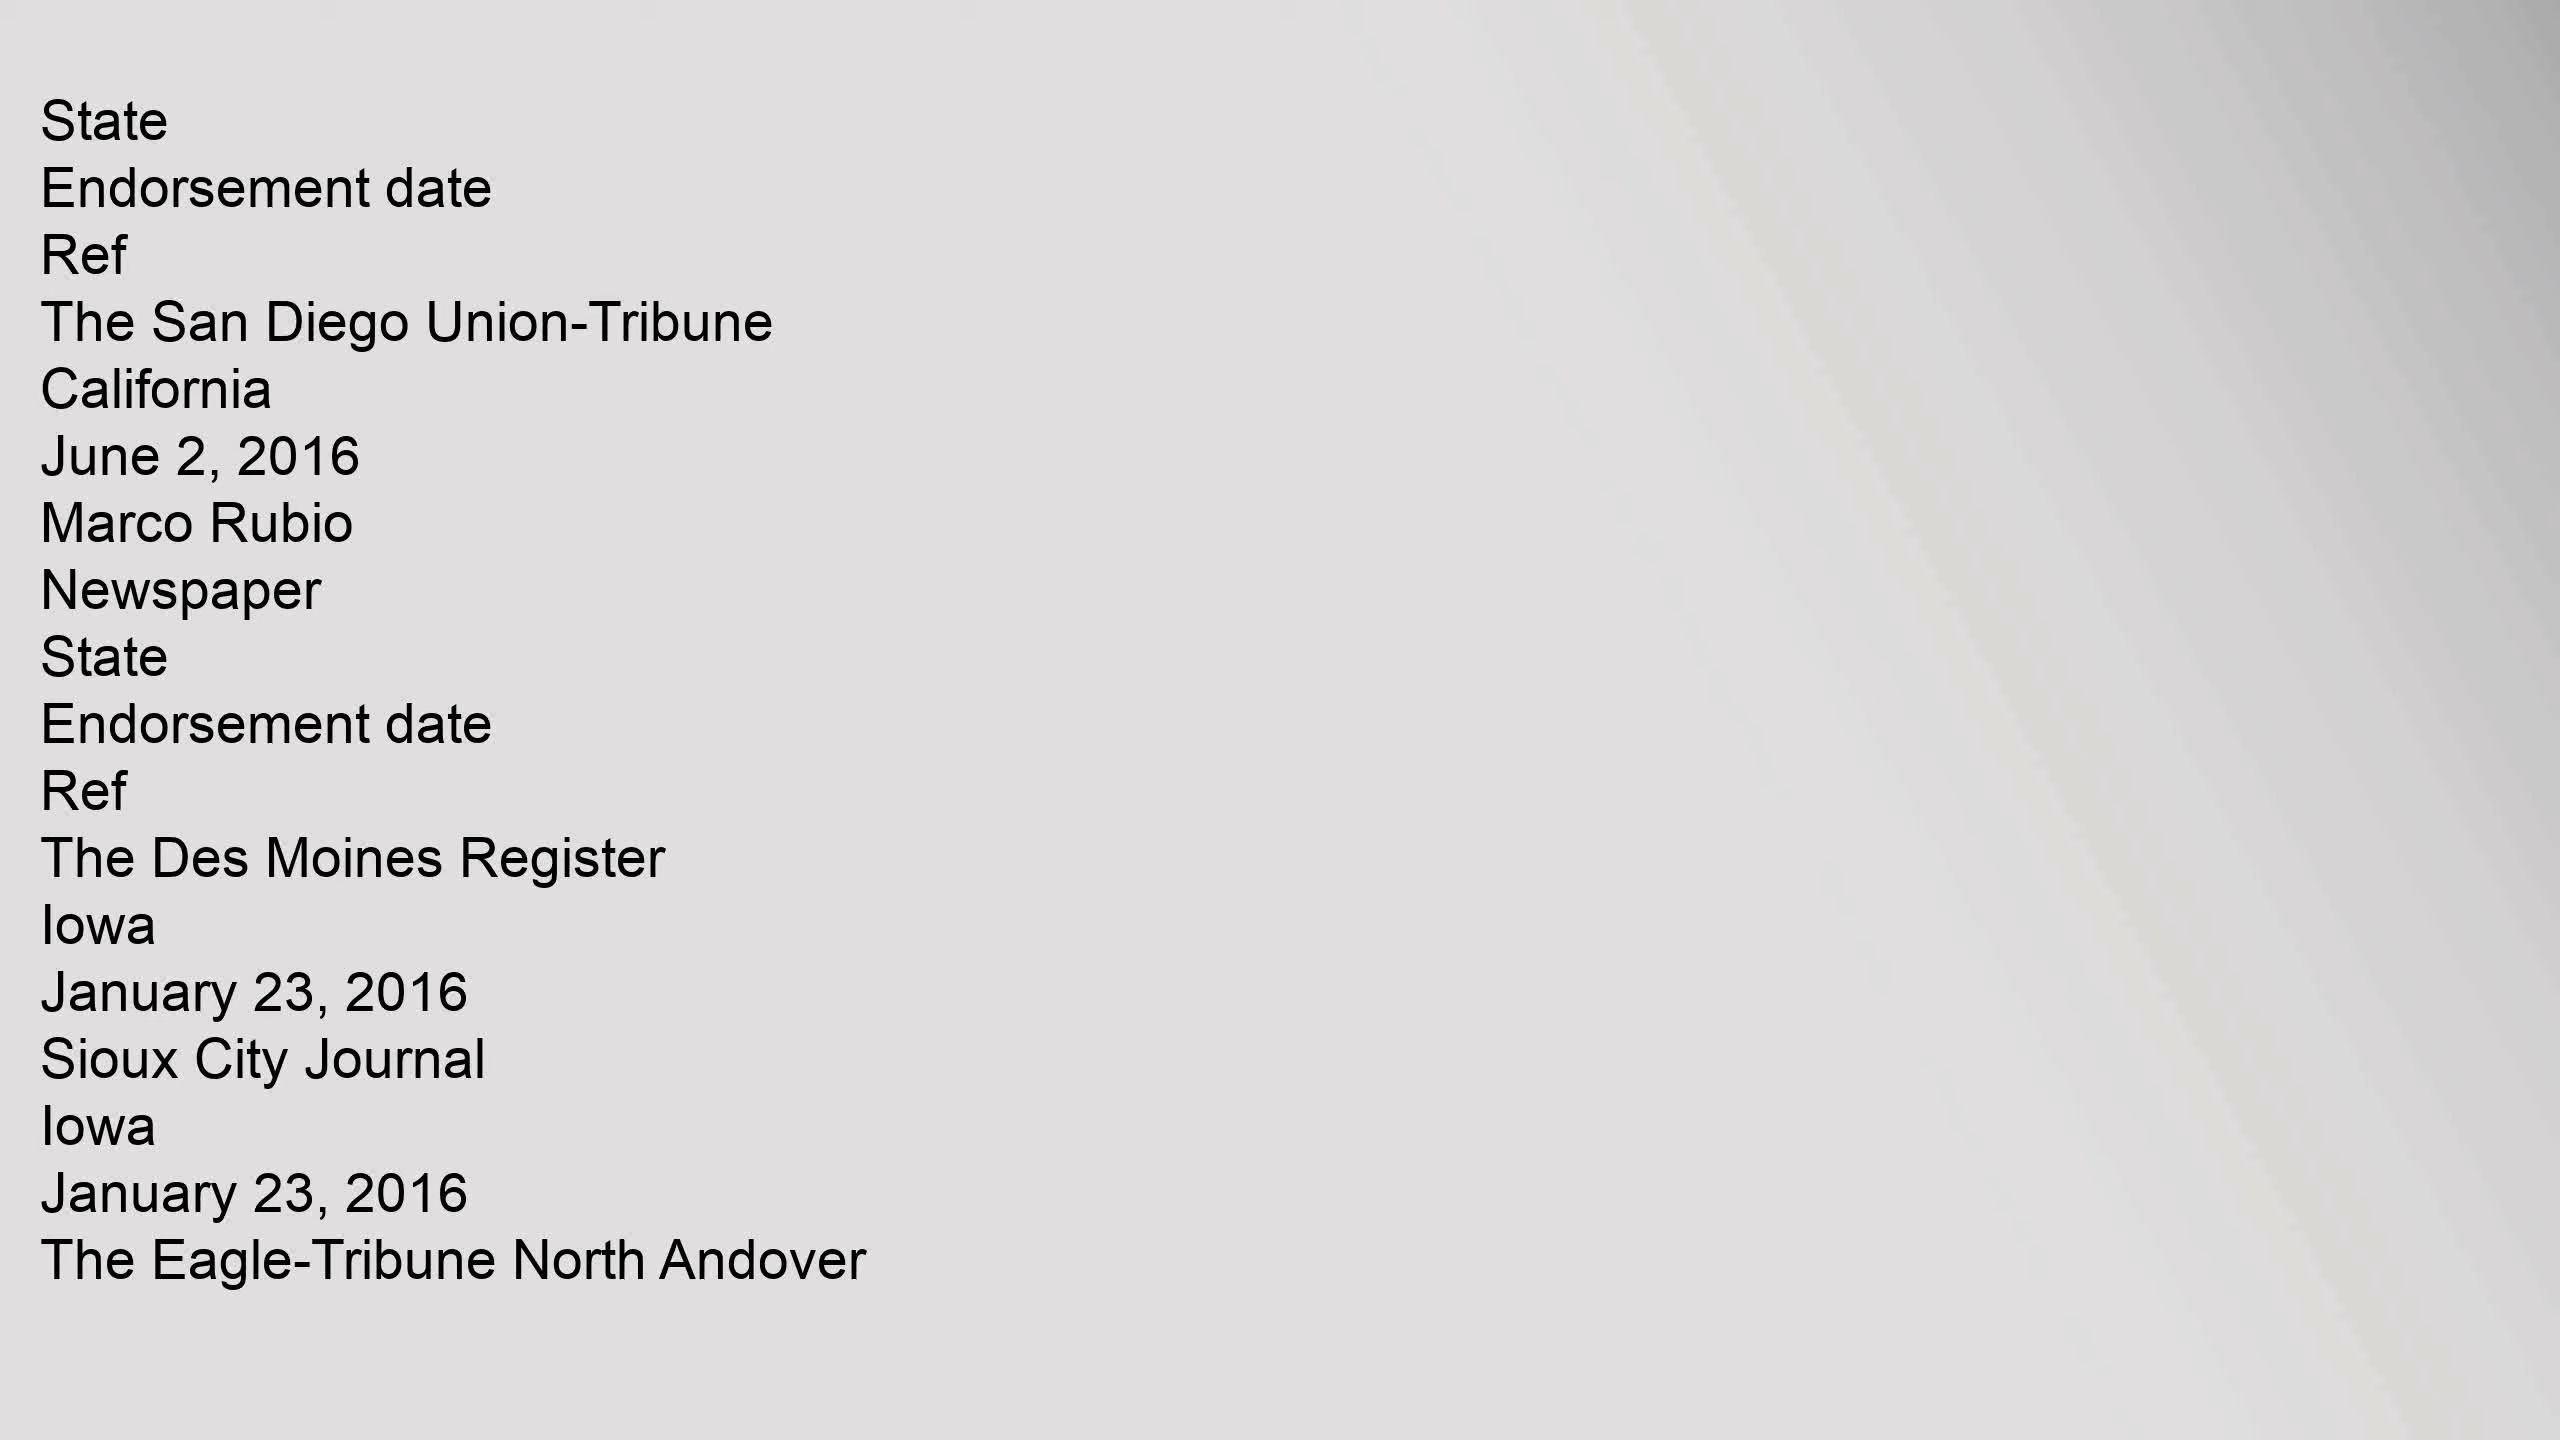 State
Endorsement date
Ref
The San Diego Union-Tribune
California
June 2, 2016
Marco Rubio
Newspaper
State
Endorsement date
Ref
The Des Moines Register
Iowa
January 23, 2016
Sioux City Journal
Iowa
January 23, 2016
The Eagle-Tribune North Andover